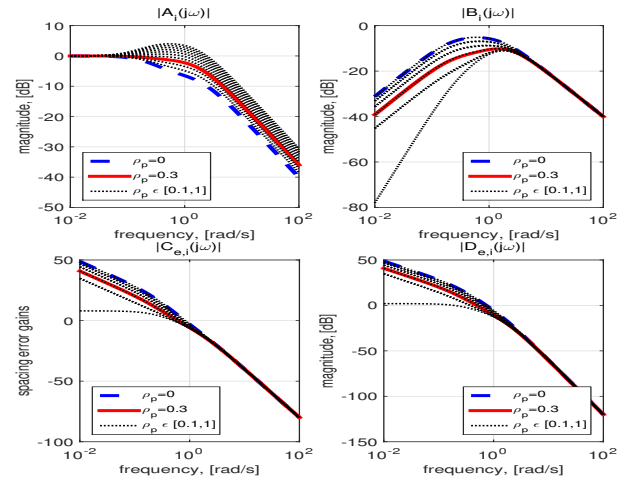 |A_i(jω)|
10
0
-10
-20
-30
-40
-50
magnitude, [dB]
ρ_p=0
ρ_p=0.3
ρ_p ϵ [0.1,1]
10^-2
10^0
10^2
frequency, [rad/s]
|B_i(jω)|
0
-20
-40
-60
-80
magnitude, [dB]
ρ_p=0
ρ_p=0.3
ρ_p ϵ [0.1,1]
10^-2
10^0
10^2
frequency, [rad/s]
|C_e,i(jω)|
50
0
-50
-100
spacing error gains
ρ_p=0
ρ_p=0.3
ρ_p ϵ [0.1,1]
10^-2
10^0
10^2
frequency, [rad/s]
|D_e,i(jω)|
50
0
-50
-100
-150
magnitude, [dB]
ρ_p=0
ρ_p=0.3
ρ_p ϵ [0.1,1]
10^-2
10^0
10^2
frequency, [rad/s]